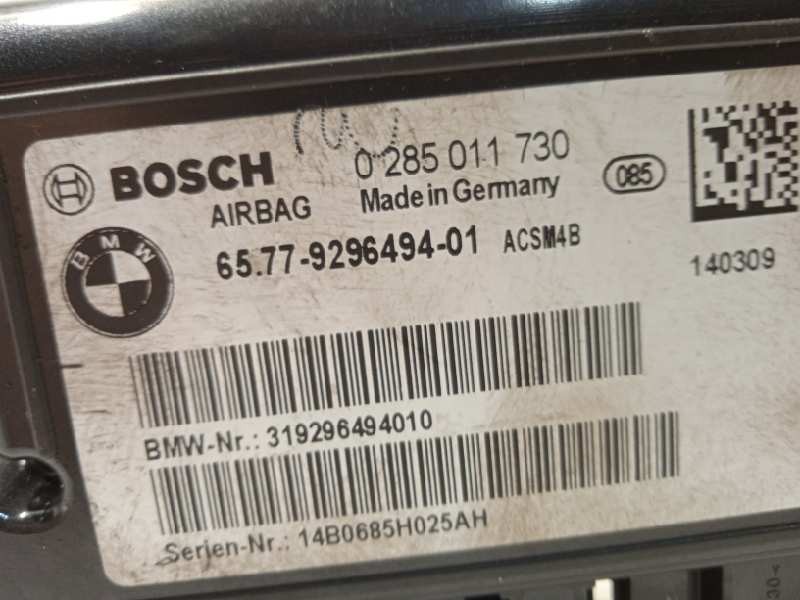 BOSCH
0 285 011 730
AIRBAG
Made in Germany
085
BMW
65.77-9296494-01 ACSM4B
140309
BMW-Nr.: 319296494010
Serien-Nr.: 14B0685H025AH